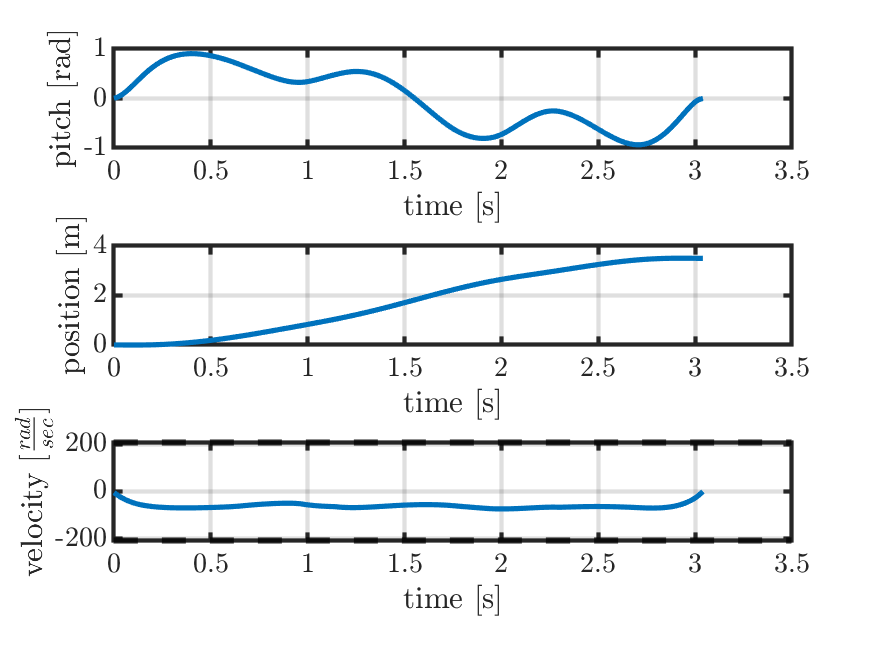 pitch [rad]
1
0
-1
0 0.5 1 1.5 2 2.5 3 3.5
time [s]
position [m]
4
2
0
0 0.5 1 1.5 2 2.5 3 3.5
time [s]
velocity [rad/sec]
200
0
-200
0 0.5 1 1.5 2 2.5 3 3.5
time [s]